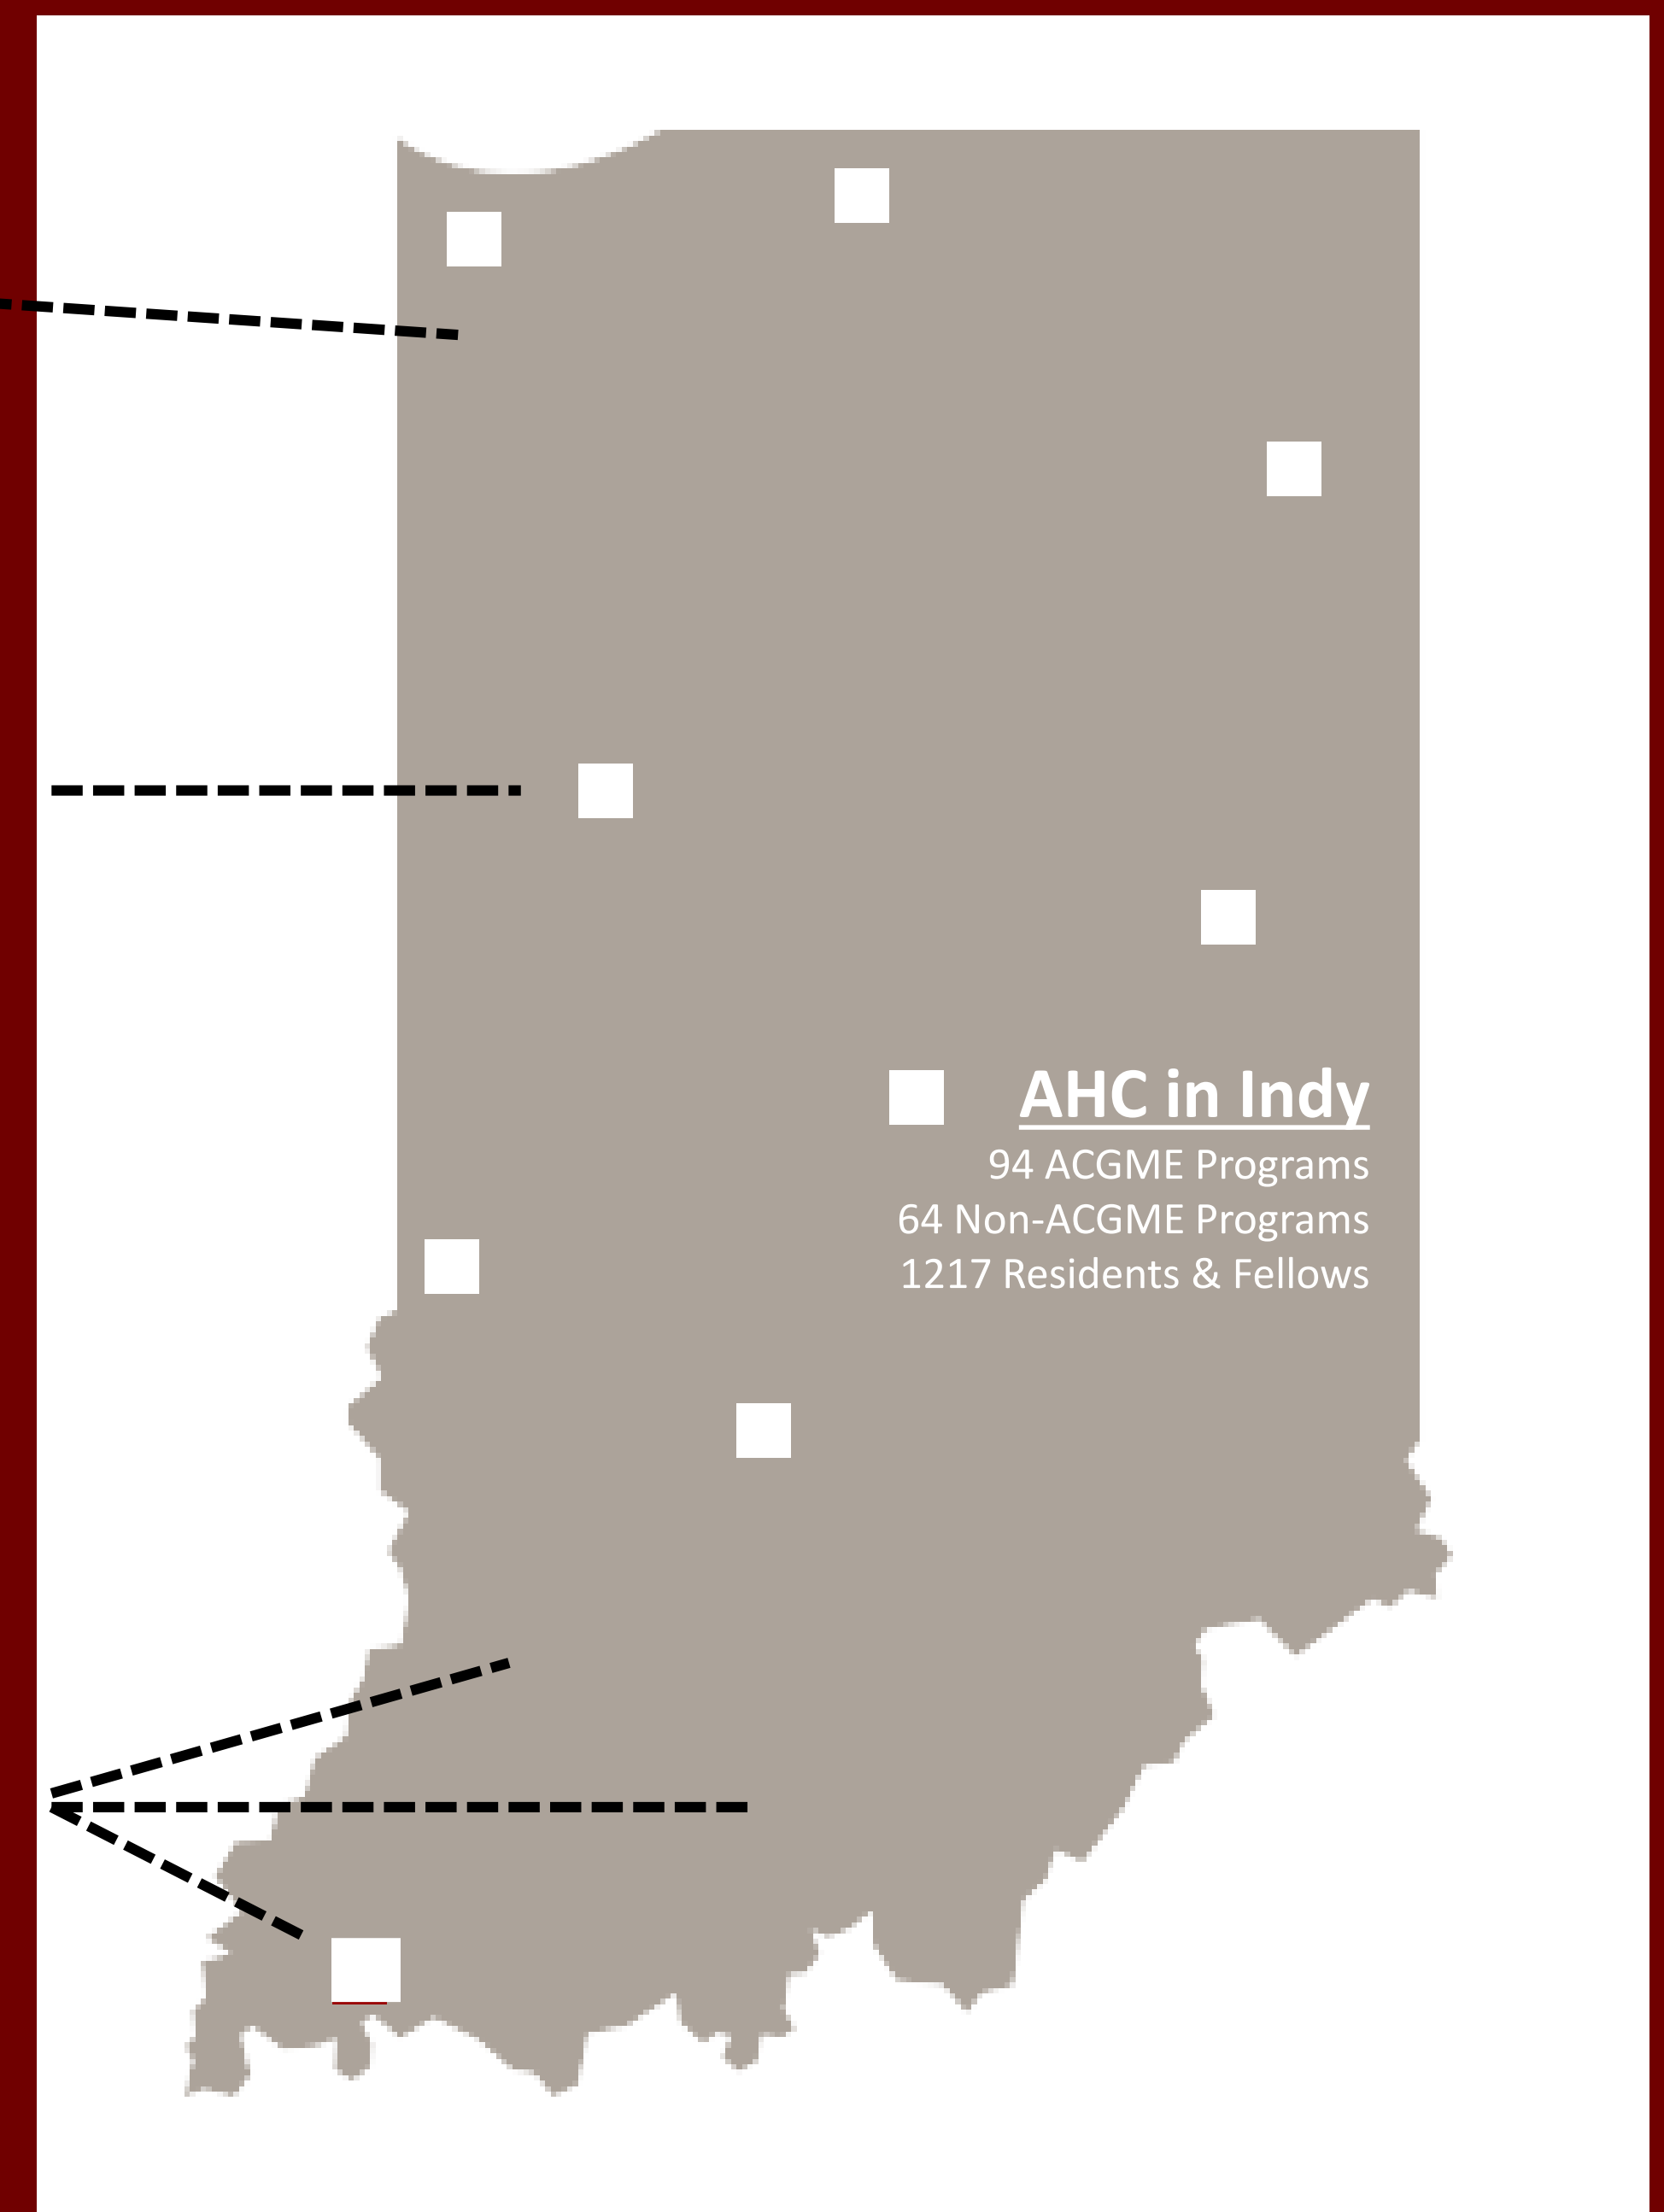 AHC in Indy
94 ACGME Programs
64 Non-ACGME Programs
1217 Residents & Fellows